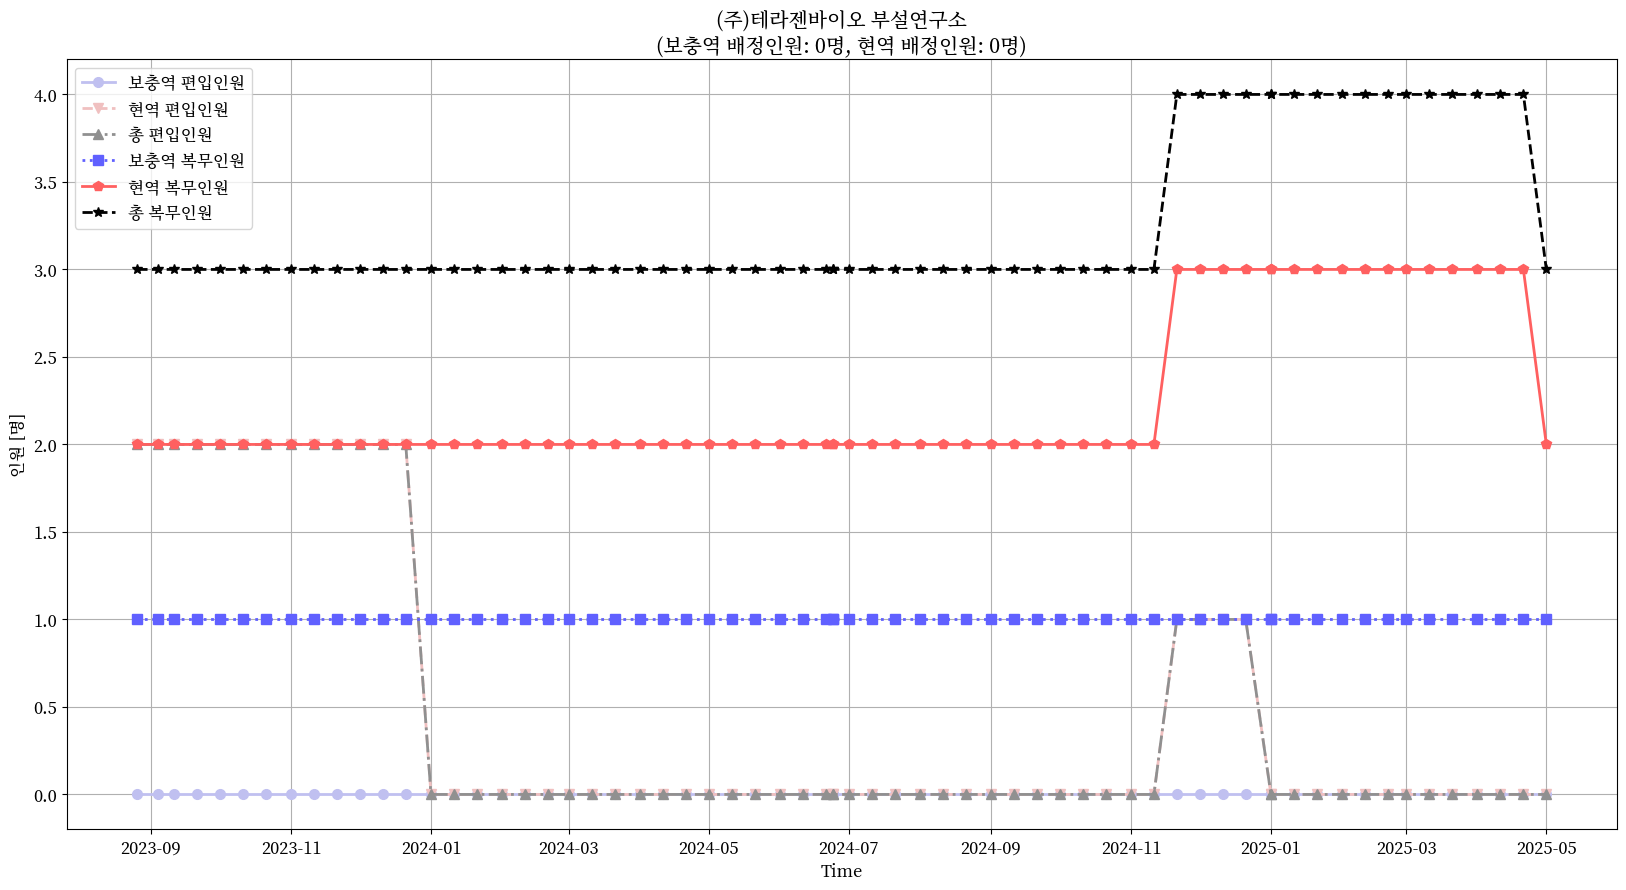 (주)테라젠바이오 부설연구소
(보충역 배정인원: 0명, 현역 배정인원: 0명)
보충역 편입인원
현역 편입인원
총 편입인원
보충역 복무인원
현역 복무인원
총 복무인원
4.0
3.5
3.0
2.5
2.0
1.5
1.0
0.5
0.0
인원 [명]
2023-09 2023-11 2024-01 2024-03 2024-05 2024-07 2024-09 2024-11 2025-01 2025-03 2025-05
Time